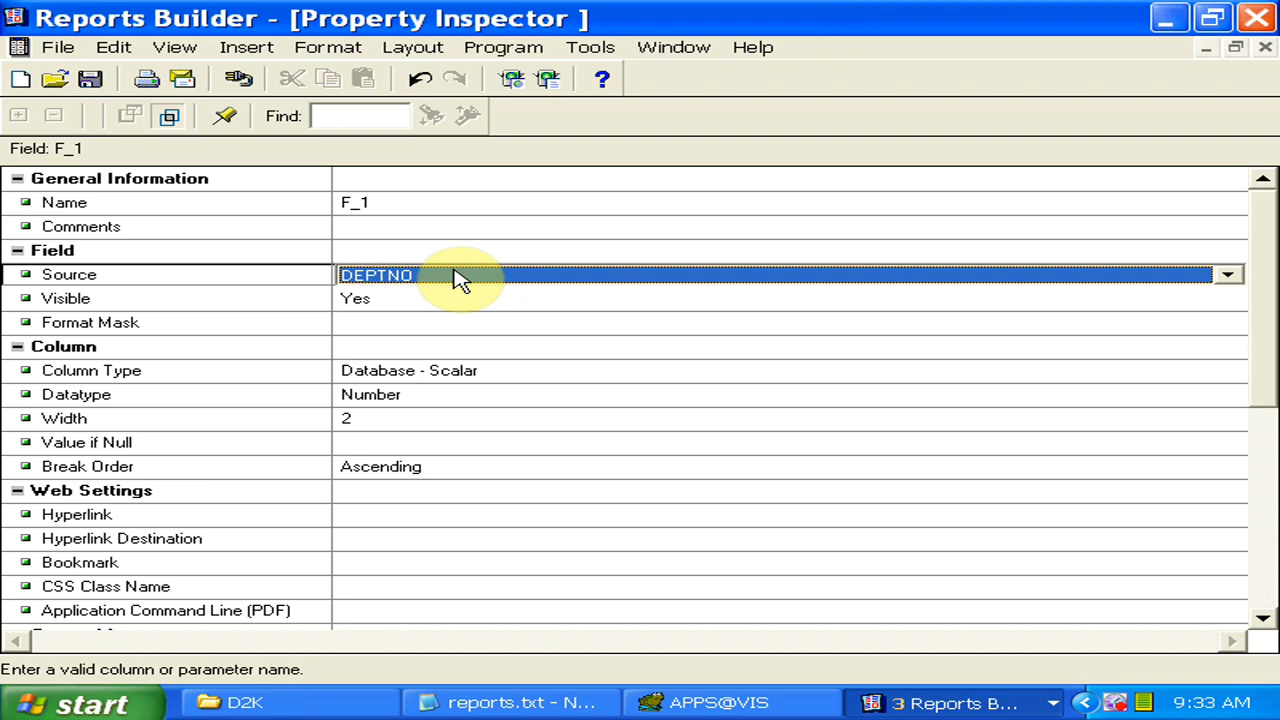 Reports Builder - [Property Inspector ]
File Edit View Insert Format Layout Program Tools Window Help
Find:
Field: F_1
General Information
Name F_1
Comments
Field
Source DEPTNO
Visible Yes
Format Mask
Column
Column Type Database - Scalar
Datatype Number
Width 2
Value if Null
Break Order Ascending
Web Settings
Hyperlink
Hyperlink Destination
Bookmark
CSS Class Name
Application Command Line (PDF)
Enter a valid column or parameter name.
start D2K reports.txt - N... APPS@VIS 3 Reports B... 9:33 AM